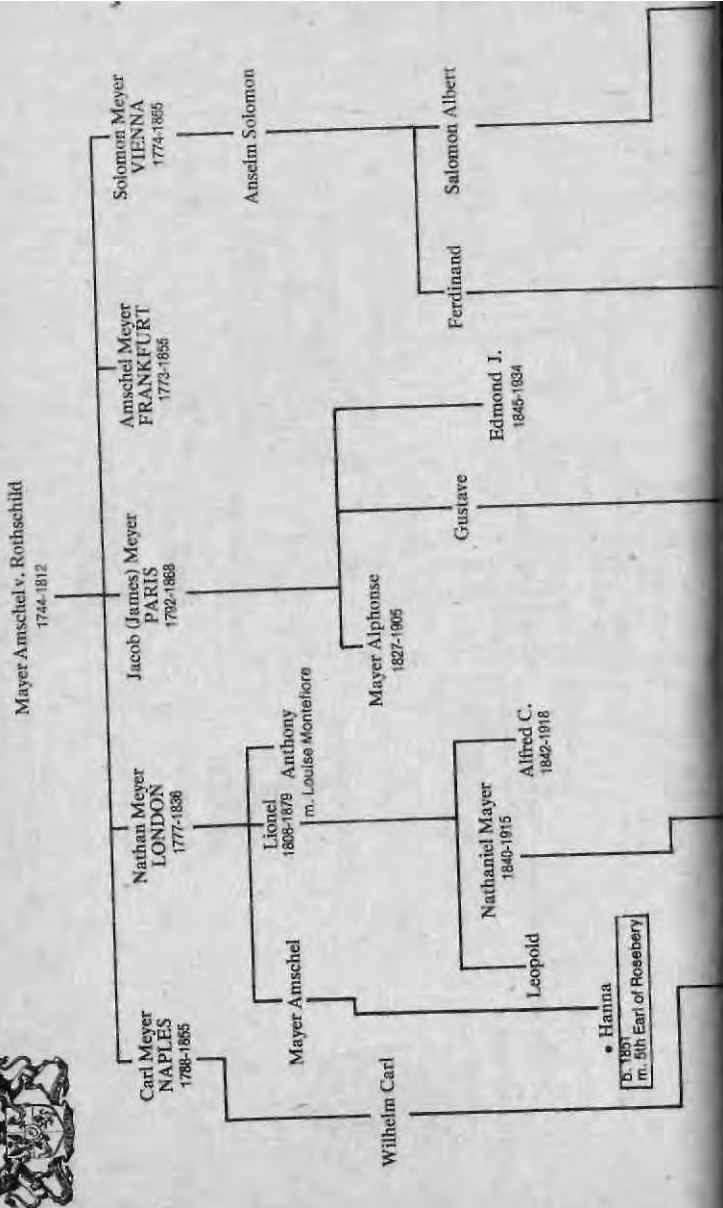 Mayer Amschel v. Rothschild
1744-1812
Carl Meyer
NAPLES
1788-1855
Nathan Meyer
LONDON
1777-1836
Jacob (James) Meyer
PARIS
1792-1868
Amschel Meyer
FRANKFURT
1773-1855
Solomon Meyer
VIENNA
1774-1855
Mayer Amschel
Lionel
1808-1879
Anthony
m. Louise Montefiore
Anselm Solomon
Wilhelm Carl
Mayer Alphonse
1827-1905
Gustave
Edmond J.
1845-1934
Ferdinand
Salomon Albert
Leopold
Nathaniel Mayer
1840-1915
Alfred C.
1842-1918
• Hanna
b. 1851
m. 5th Earl of Rosebery